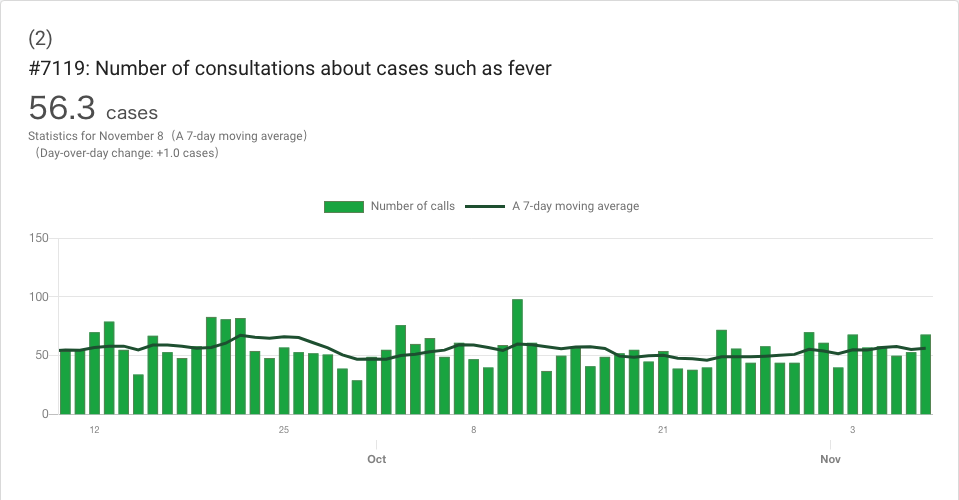 (2)
#7119: Number of consultations about cases such as fever
56.3 cases
Statistics for November 8（A 7-day moving average）
（Day-over-day change: +1.0 cases）
Number of calls A 7-day moving average
150
100
50
0
12 25 8 21 3
Oct Nov